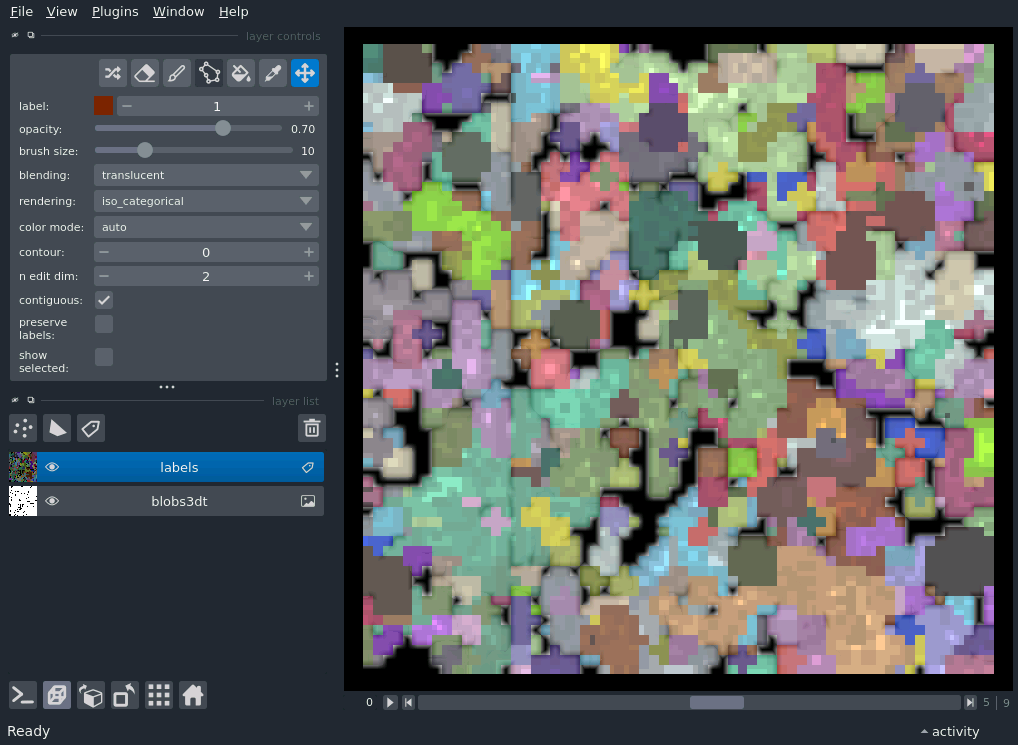 File View Plugins Window Help
layer controls
label: 1
opacity: 0.70
brush size: 10
blending: translucent
rendering: iso_categorical
color mode: auto
contour: 0
n edit dim: 2
contiguous:
preserve
labels:
show
selected:
layer list
labels
blobs3dt
0 5 9
Ready activity